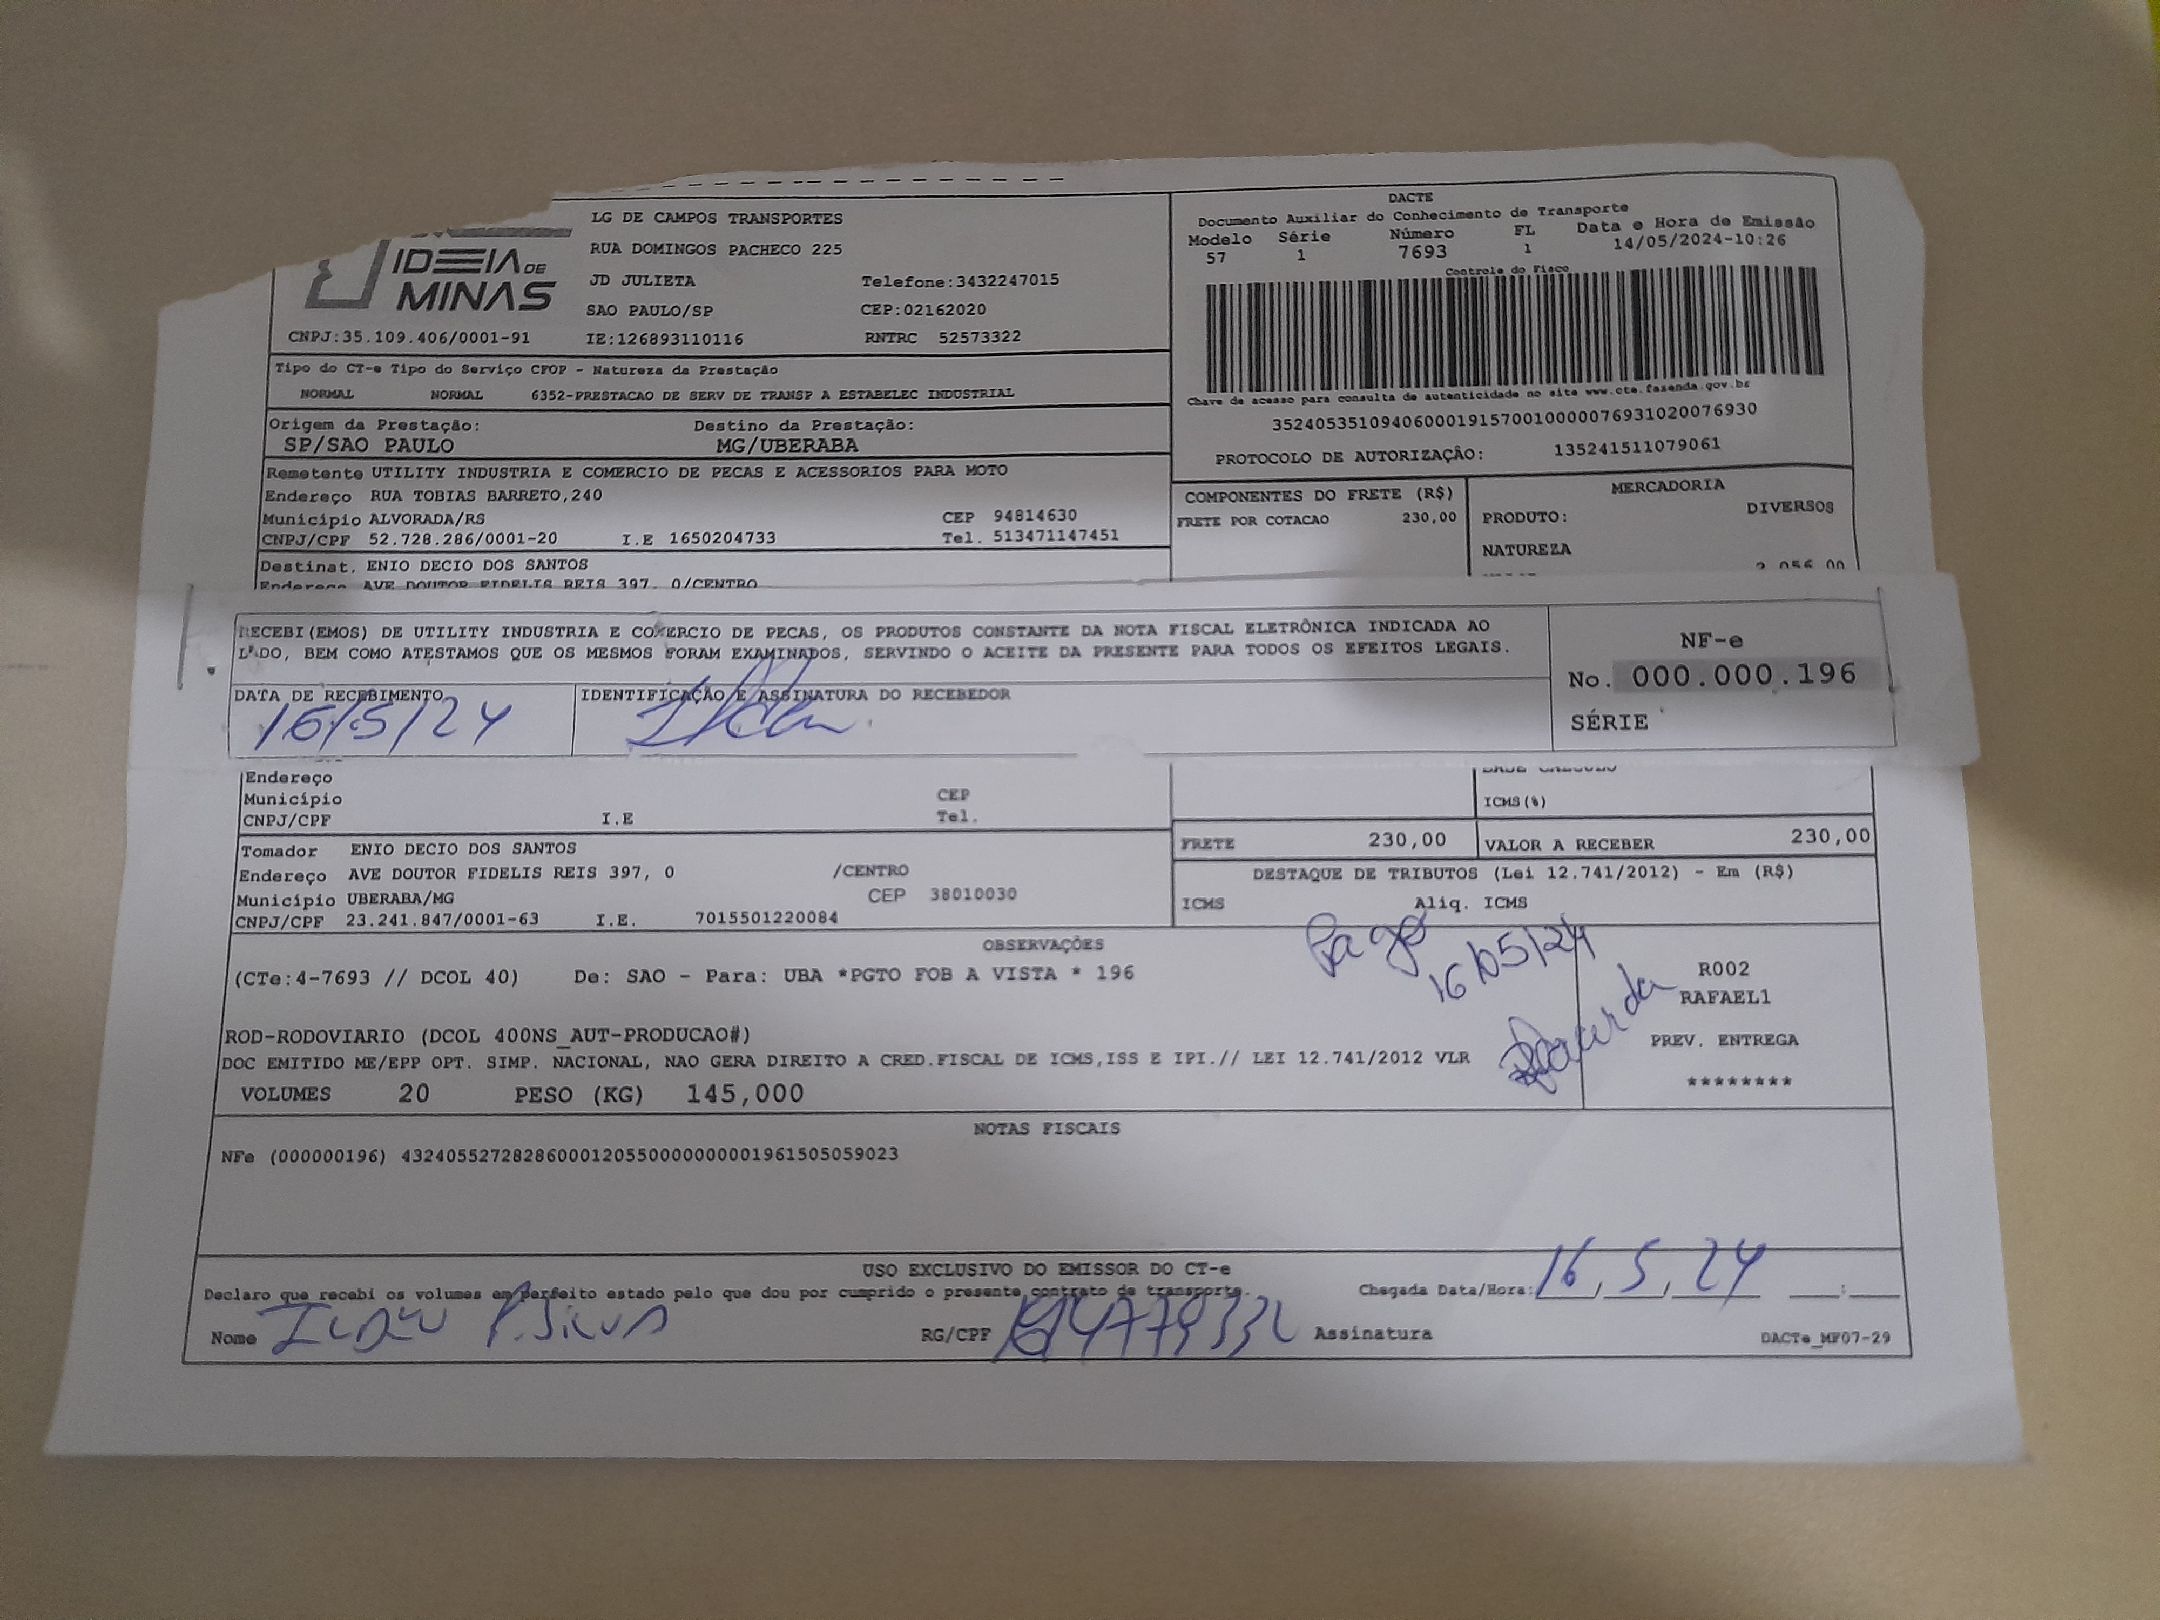 IDEIA DE
MINAS
CNPJ:35.109.406/0001-91
LG DE CAMPOS TRANSPORTES
RUA DOMINGOS PACHECO 225
JD JULIETA Telefone:3432247015
SAO PAULO/SP CEP:02162020
IE:126893110116 RNTRC 52573322
DACTE
Documento Auxiliar do Conhecimento de Transporte
Modelo Série Número FL Data e Hora de Emissão
57 1 7693 1 14/05/2024-10:26
Controle do Fisco
Chave de acesso para consulta de autenticidade no site www.cte.fazenda.gov.br
35240535109406000191570010000076931020076930
PROTOCOLO DE AUTORIZAÇÃO: 135241511079061
Tipo do CT-e Tipo do Serviço CFOP - Natureza da Prestação
NORMAL NORMAL 6352-PRESTACAO DE SERV DE TRANSP A ESTABELEC INDUSTRIAL
Origem da Prestação: Destino da Prestação:
SP/SAO PAULO MG/UBERABA
Remetente UTILITY INDUSTRIA E COMERCIO DE PECAS E ACESSORIOS PARA MOTO
Endereço RUA TOBIAS BARRETO,240
Município ALVORADA/RS CEP 94814630
CNPJ/CPF 52.728.286/0001-20 I.E 1650204733 Tel. 513471147451
Destinat. ENIO DECIO DOS SANTOS
Endereço AVE DOUTOR FIDELIS REIS 397, 0/CENTRO
COMPONENTES DO FRETE (R$)
FRETE POR COTACAO 230,00
MERCADORIA
PRODUTO: DIVERSOS
NATUREZA
2.056,00
RECEBI(EMOS) DE UTILITY INDUSTRIA E COMERCIO DE PECAS, OS PRODUTOS CONSTANTE DA NOTA FISCAL ELETRÔNICA INDICADA AO
LADO, BEM COMO ATESTAMOS QUE OS MESMOS FORAM EXAMINADOS, SERVINDO O ACEITE DA PRESENTE PARA TODOS OS EFEITOS LEGAIS.
DATA DE RECEBIMENTO IDENTIFICAÇÃO E ASSINATURA DO RECEBEDOR
16/5/24
NF-e
No. 000.000.196
SÉRIE
Endereço
Município CEP
CNPJ/CPF I.E Tel.
BASE CALCULO
ICMS(%)
FRETE 230,00 VALOR A RECEBER 230,00
Tomador ENIO DECIO DOS SANTOS
Endereço AVE DOUTOR FIDELIS REIS 397, 0 /CENTRO
Município UBERABA/MG CEP 38010030
CNPJ/CPF 23.241.847/0001-63 I.E. 7015501220084
DESTAQUE DE TRIBUTOS (Lei 12.741/2012) - Em (R$)
ICMS Aliq. ICMS
OBSERVAÇÕES
(CTe:4-7693 // DCOL 40) De: SAO - Para: UBA *PGTO FOB A VISTA * 196
Pago
16/05/24
R002
RAFAEL1
PREV. ENTREGA
********
ROD-RODOVIARIO (DCOL 400NS_AUT-PRODUCAO#)
DOC EMITIDO ME/EPP OPT. SIMP. NACIONAL, NAO GERA DIREITO A CRED.FISCAL DE ICMS,ISS E IPI.// LEI 12.741/2012 VLR
VOLUMES 20 PESO (KG) 145,000
NOTAS FISCAIS
NFe (000000196) 43240552728286000120550000000001961505059023
USO EXCLUSIVO DO EMISSOR DO CT-e
Declaro que recebi os volumes em perfeito estado pelo que dou por cumprido o presente contrato de transporte. Chegada Data/Hora: 16 / 5 / 24 :
Nome P. Silva RG/CPF Assinatura DACTe_MF07-29